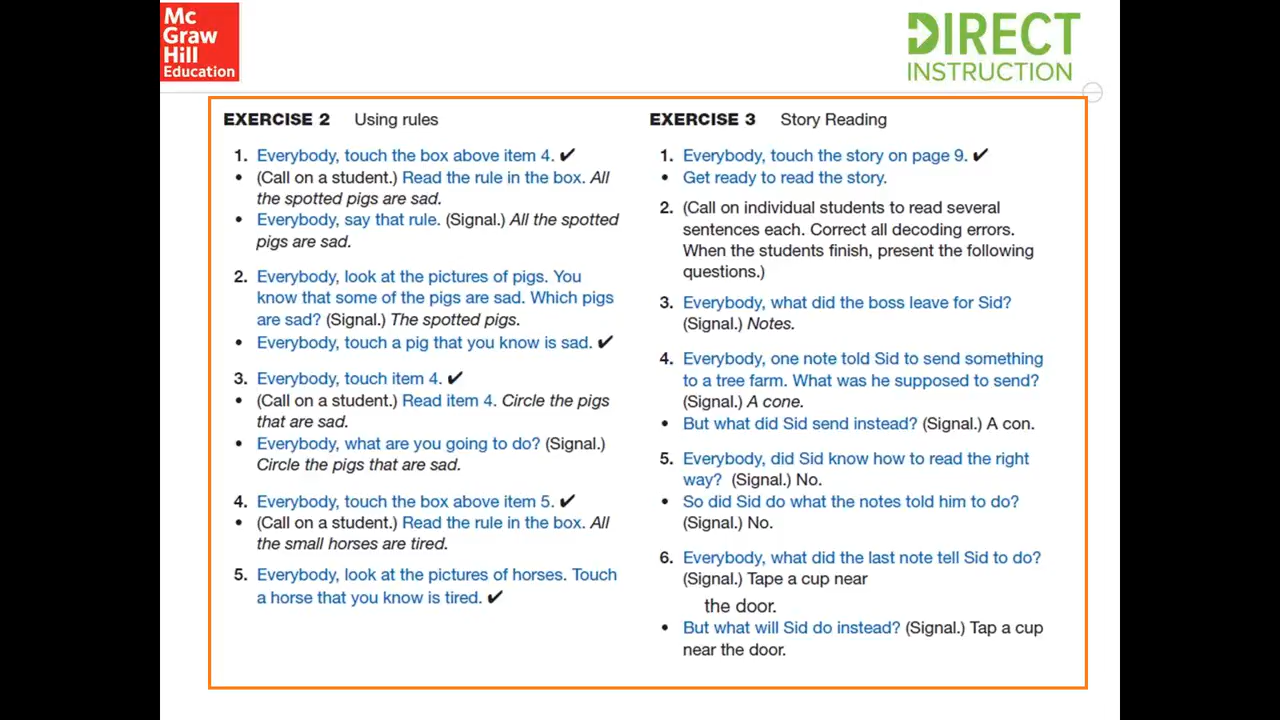 Mc
Graw
Hill
Education
DIRECT
INSTRUCTION
EXERCISE 2 Using rules
1. Everybody, touch the box above item 4. ✔
• (Call on a student.) Read the rule in the box. All
the spotted pigs are sad.
• Everybody, say that rule. (Signal.) All the spotted
pigs are sad.
2. Everybody, look at the pictures of pigs. You
know that some of the pigs are sad. Which pigs
are sad? (Signal.) The spotted pigs.
• Everybody, touch a pig that you know is sad. ✔
3. Everybody, touch item 4. ✔
• (Call on a student.) Read item 4. Circle the pigs
that are sad.
• Everybody, what are you going to do? (Signal.)
Circle the pigs that are sad.
4. Everybody, touch the box above item 5. ✔
• (Call on a student.) Read the rule in the box. All
the small horses are tired.
5. Everybody, look at the pictures of horses. Touch
a horse that you know is tired. ✔
EXERCISE 3 Story Reading
1. Everybody, touch the story on page 9. ✔
• Get ready to read the story.
2. (Call on individual students to read several
sentences each. Correct all decoding errors.
When the students finish, present the following
questions.)
3. Everybody, what did the boss leave for Sid?
(Signal.) Notes.
4. Everybody, one note told Sid to send something
to a tree farm. What was he supposed to send?
(Signal.) A cone.
• But what did Sid send instead? (Signal.) A con.
5. Everybody, did Sid know how to read the right
way? (Signal.) No.
• So did Sid do what the notes told him to do?
(Signal.) No.
6. Everybody, what did the last note tell Sid to do?
(Signal.) Tape a cup near
the door.
• But what will Sid do instead? (Signal.) Tap a cup
near the door.